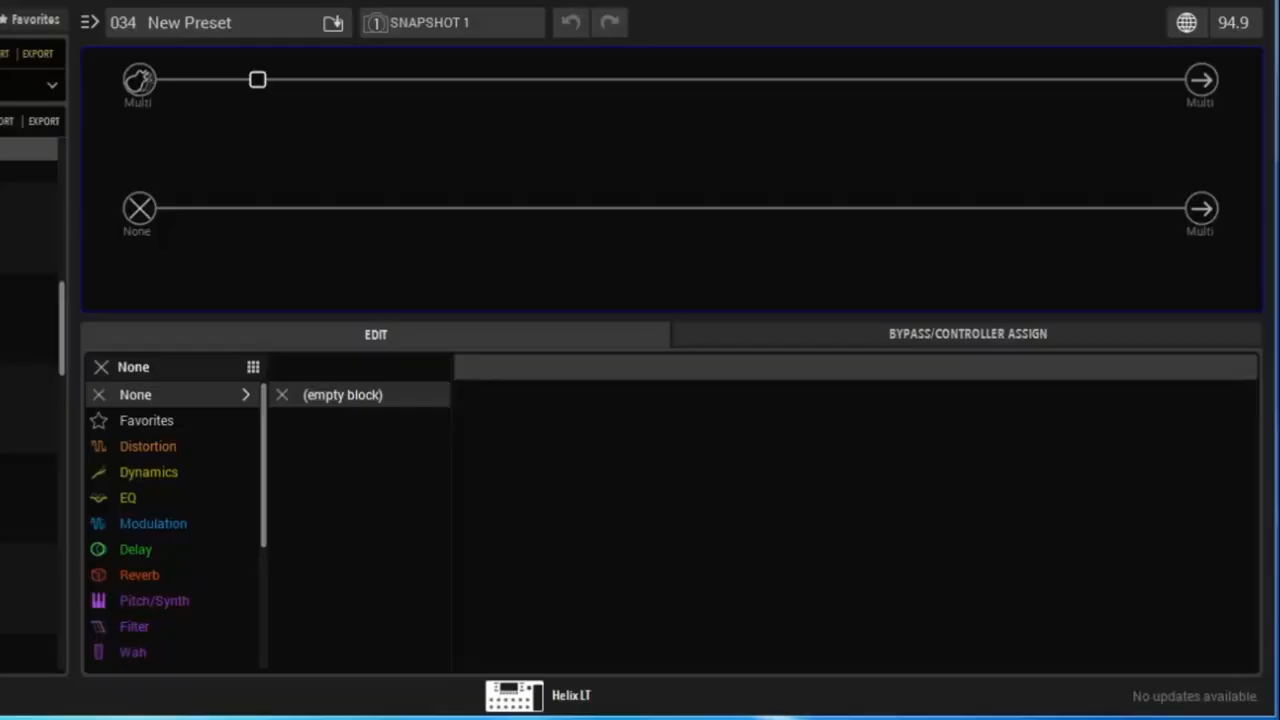 Favorites
034 New Preset
1 SNAPSHOT 1
94.9
RT | EXPORT
ORT | EXPORT
Multi
Multi
None
Multi
EDIT
BYPASS/CONTROLLER ASSIGN
None
None
(empty block)
Favorites
Distortion
Dynamics
EQ
Modulation
Delay
Reverb
Pitch/Synth
Filter
Wah
Helix LT
No updates available